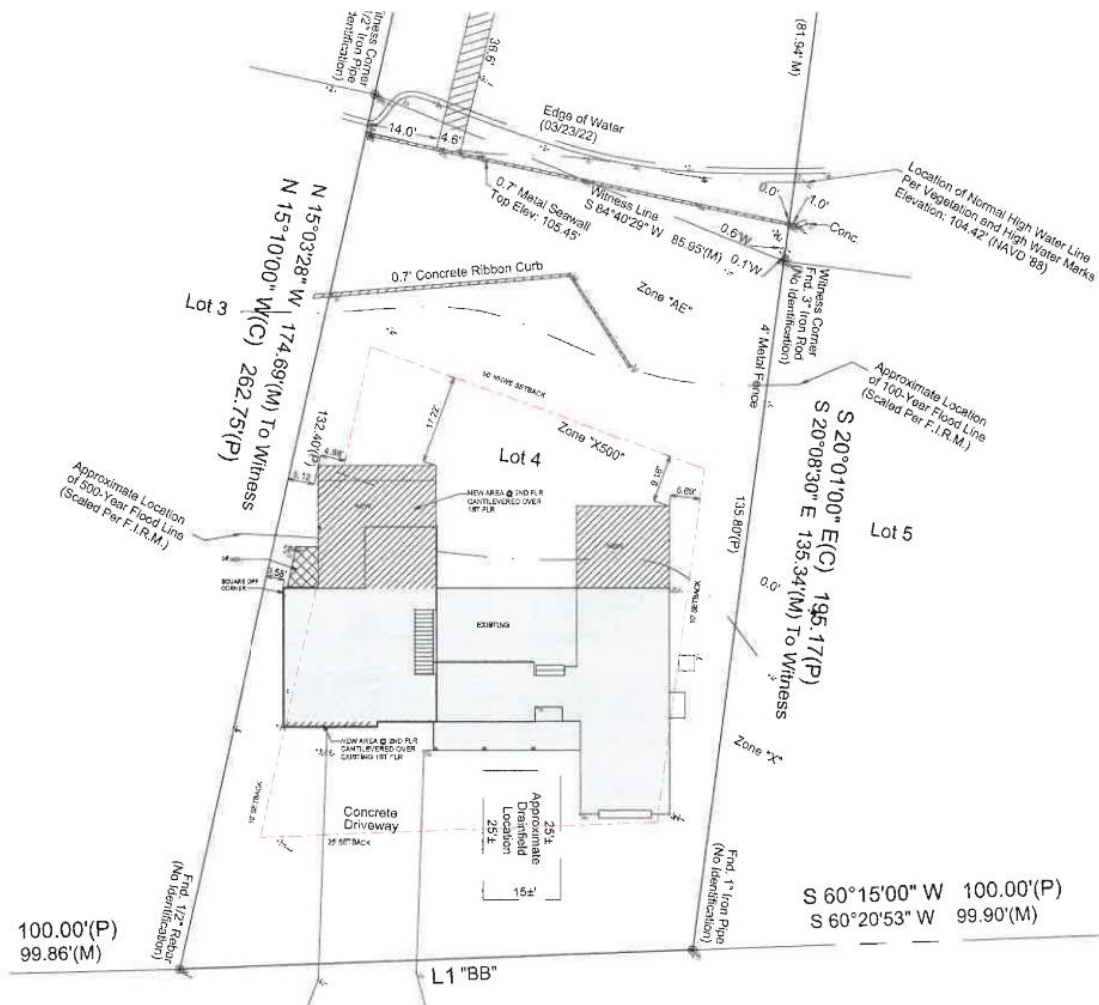 Witness Corner
1/2" Iron Pipe
Identification)
36.6'
(81.94' M)
Edge of Water
(03/23/22)
14.0'
4.6'
Location of Normal High Water Line
Per Vegetation and High Water Marks
Elevation: 104.42' (NAVD '88)
0.0'
1.0'
Conc.
0.7' Metal Seawall
Top Elev: 105.45'
Witness Line
S 84°40'29" W 85.95'(M)
0.6'W
0.1'W
Witness Corner
Fnd. 3" Iron Rod
(No Identification)
0.7' Concrete Ribbon Curb
Zone "AE"
Lot 3
N 15°03'28" W 174.69'(M) To Witness
N 15°10'00" W(C) 262.75'(P)
4' Metal Fence
Approximate Location
of 100-Year Flood Line
(Scaled Per F.I.R.M.)
S 20°01'00" E(C) 195.17'(P)
S 20°08'30" E 135.34'(M) To Witness
132.40'(P)
17.22'
Zone "X500"
Lot 4
135.80'(P)
Lot 5
5.69'
Approximate Location
of 500-Year Flood Line
(Scaled Per F.I.R.M.)
NEW
NEW AREA @ 2ND FLR
CANTILEVERED OVER
1ST FLR
NEW
SQUARE OFF
CORNER
EXISTING
10' SETBACK
0.0'
NEW AREA @ 2ND FLR
CANTILEVERED OVER
EXISTING 1ST FLR
Zone "X"
10' SETBACK
Concrete
Driveway
25'±
Approximate
Drainfield
Location
25'±
15±'
Fnd. 1/2" Rebar
(No Identification)
Fnd. 1" Iron Pipe
(No Identification)
S 60°15'00" W 100.00'(P)
S 60°20'53" W 99.90'(M)
100.00'(P)
99.86'(M)
L1 "BB"